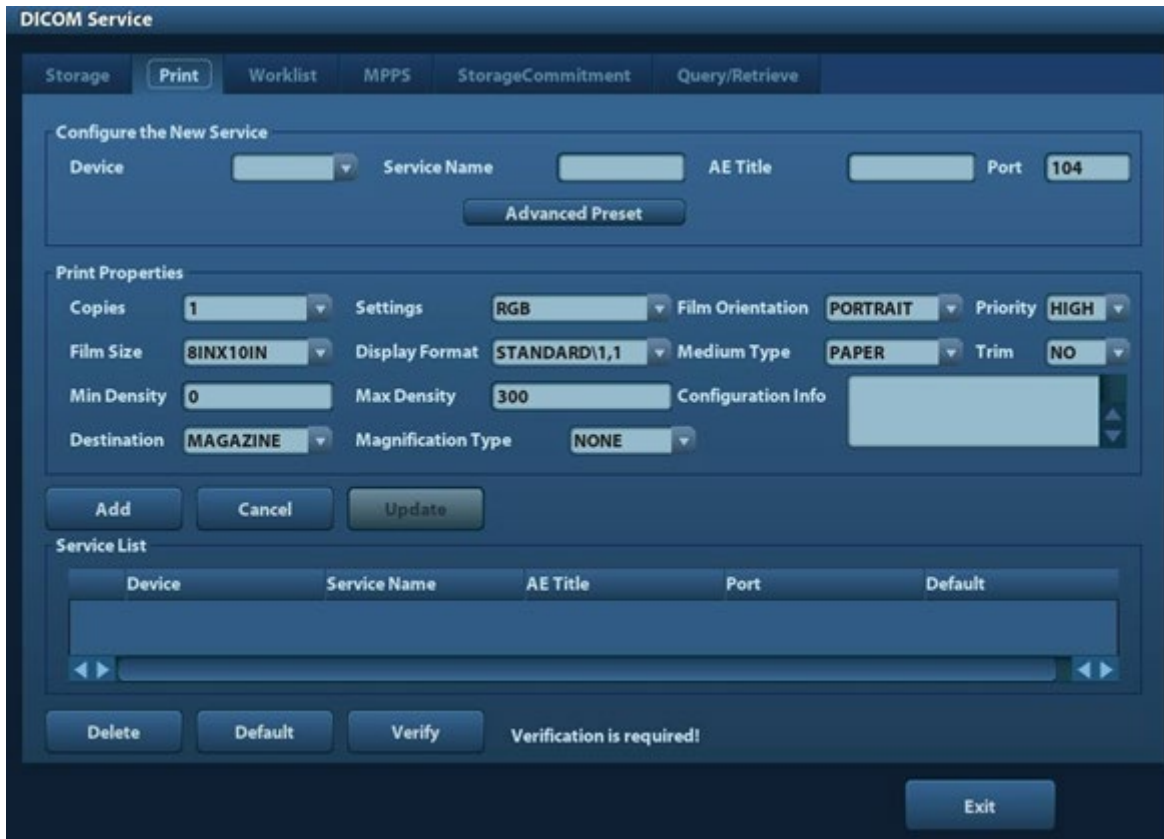 DICOM Service
Storage Print Worklist MPPS StorageCommitment Query/Retrieve
Configure the New Service
Device Service Name AE Title Port 104
Advanced Preset
Print Properties
Copies 1 Settings RGB Film Orientation PORTRAIT Priority HIGH
Film Size 8INX10IN Display Format STANDARD\1,1 Medium Type PAPER Trim NO
Min Density 0 Max Density 300 Configuration Info
Destination MAGAZINE Magnification Type NONE
Add Cancel Update
Service List
Device Service Name AE Title Port Default
Delete Default Verify Verification is required!
Exit